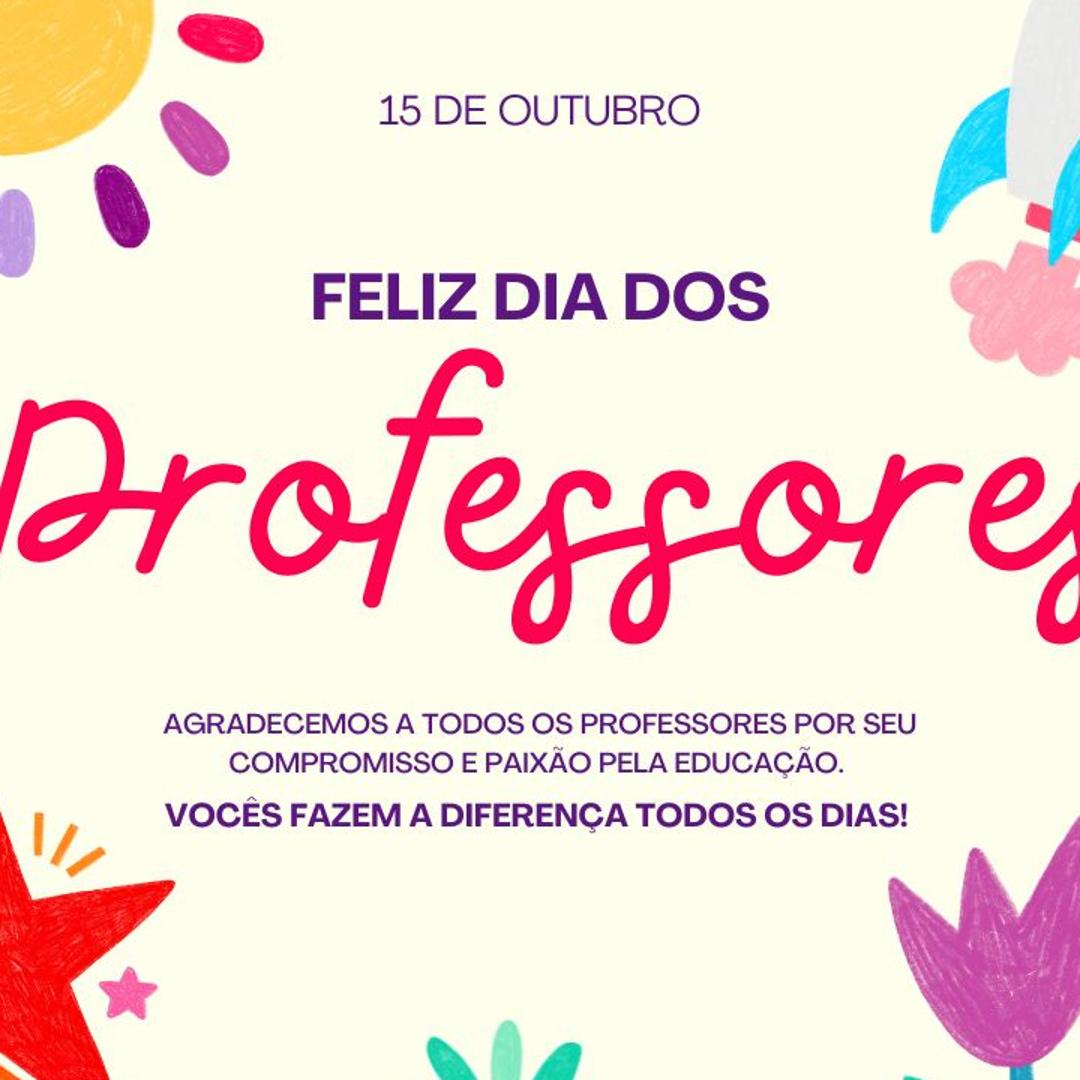 15 DE OUTUBRO
FELIZ DIA DOS
Professores
AGRADECEMOS A TODOS OS PROFESSORES POR SEU
COMPROMISSO E PAIXÃO PELA EDUCAÇÃO.
VOCÊS FAZEM A DIFERENÇA TODOS OS DIAS!